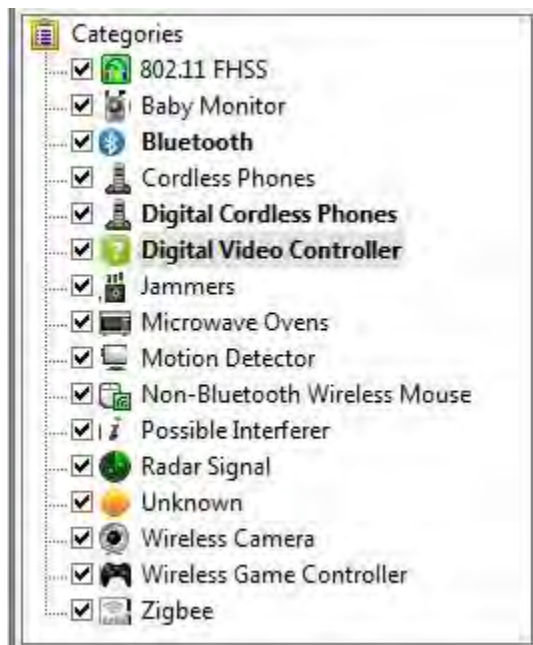 Categories
802.11 FHSS
Baby Monitor
Bluetooth
Cordless Phones
Digital Cordless Phones
Digital Video Controller
Jammers
Microwave Ovens
Motion Detector
Non-Bluetooth Wireless Mouse
Possible Interferer
Radar Signal
Unknown
Wireless Camera
Wireless Game Controller
Zigbee